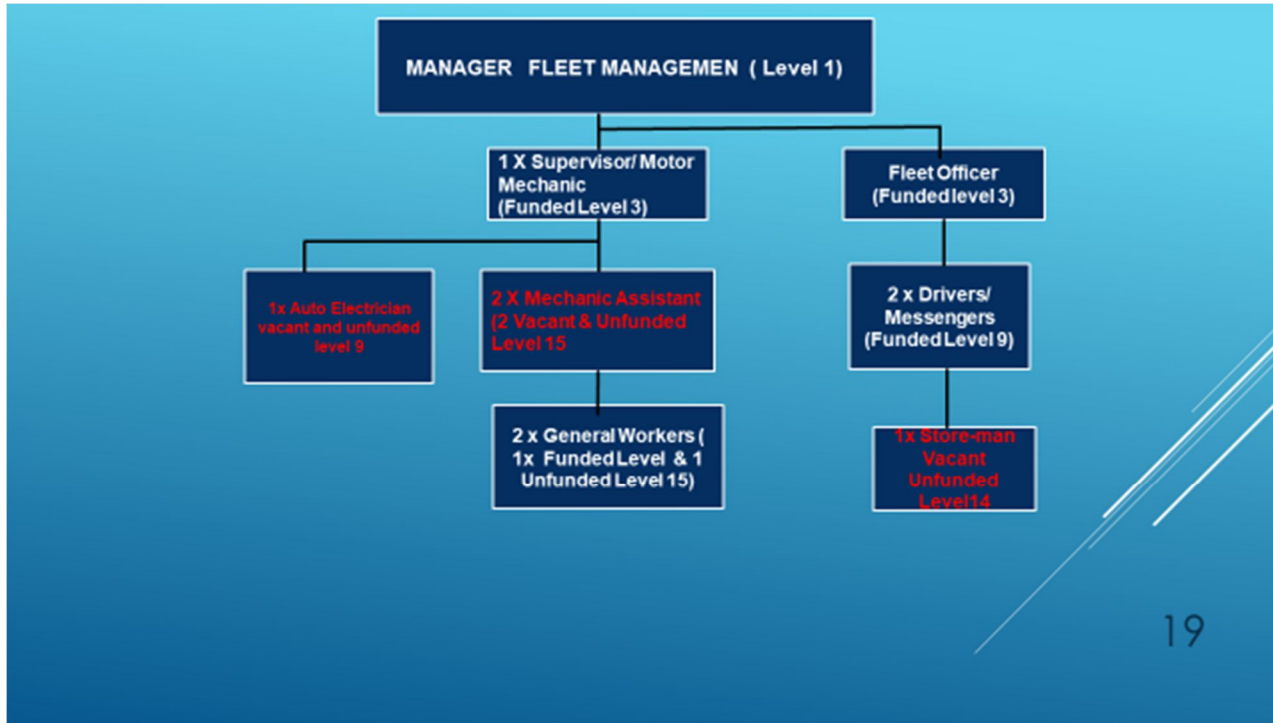 MANAGER FLEET MANAGEMEN ( Level 1)
1 X Supervisor/ Motor
Mechanic
(Funded Level 3)
Fleet Officer
(Funded level 3)
1x Auto Electrician
vacant and unfunded
level 9
2 X Mechanic Assistant
(2 Vacant & Unfunded
Level 15
2 x Drivers/
Messengers
(Funded Level 9)
2 x General Workers (
1x Funded Level & 1
Unfunded Level 15)
1x Store-man
Vacant
Unfunded
Level14
19